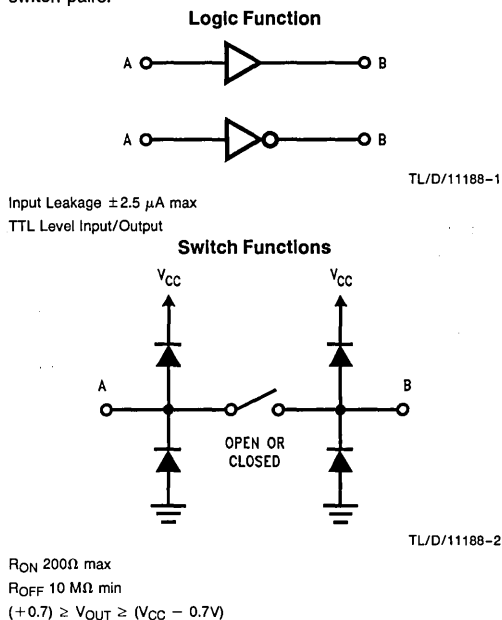 switch pairs.
Logic Function
A B
A B
TL/D/11188-1
Input Leakage ±2.5 μA max
TTL Level Input/Output
Switch Functions
VCC VCC
A B
OPEN OR
CLOSED
TL/D/11188-2
RON 200Ω max
ROFF 10 MΩ min
(+0.7) ≥ VOUT ≥ (VCC − 0.7V)